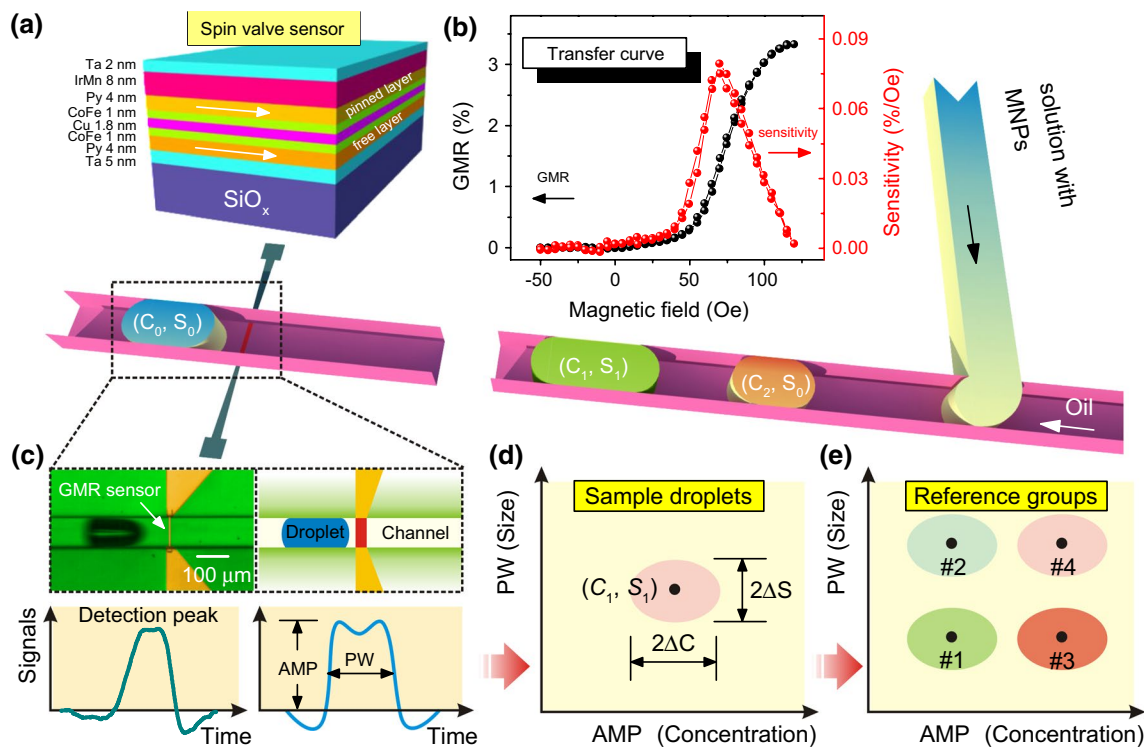 (a)
Spin valve sensor
Ta 2 nm
IrMn 8 nm
Py 4 nm
CoFe 1 nm
Cu 1.8 nm
CoFe 1 nm
Py 4 nm
Ta 5 nm
pinned layer
free layer
SiOx
(C0, S0)
(b)
Transfer curve
GMR (%)
3
2
1
0
GMR
sensitivity
0.09
0.06
0.03
0.00
Sensitivity (%/Oe)
-50
0
50
100
Magnetic field (Oe)
solution with
MNPs
(C1, S1)
(C2, S0)
Oil
(c)
GMR sensor
100 μm
Droplet
Channel
Signals
Detection peak
Time
AMP
PW
Time
(d)
PW (Size)
Sample droplets
(C1, S1)
2ΔS
2ΔC
AMP (Concentration)
(e)
PW (Size)
Reference groups
#2
#4
#1
#3
AMP (Concentration)